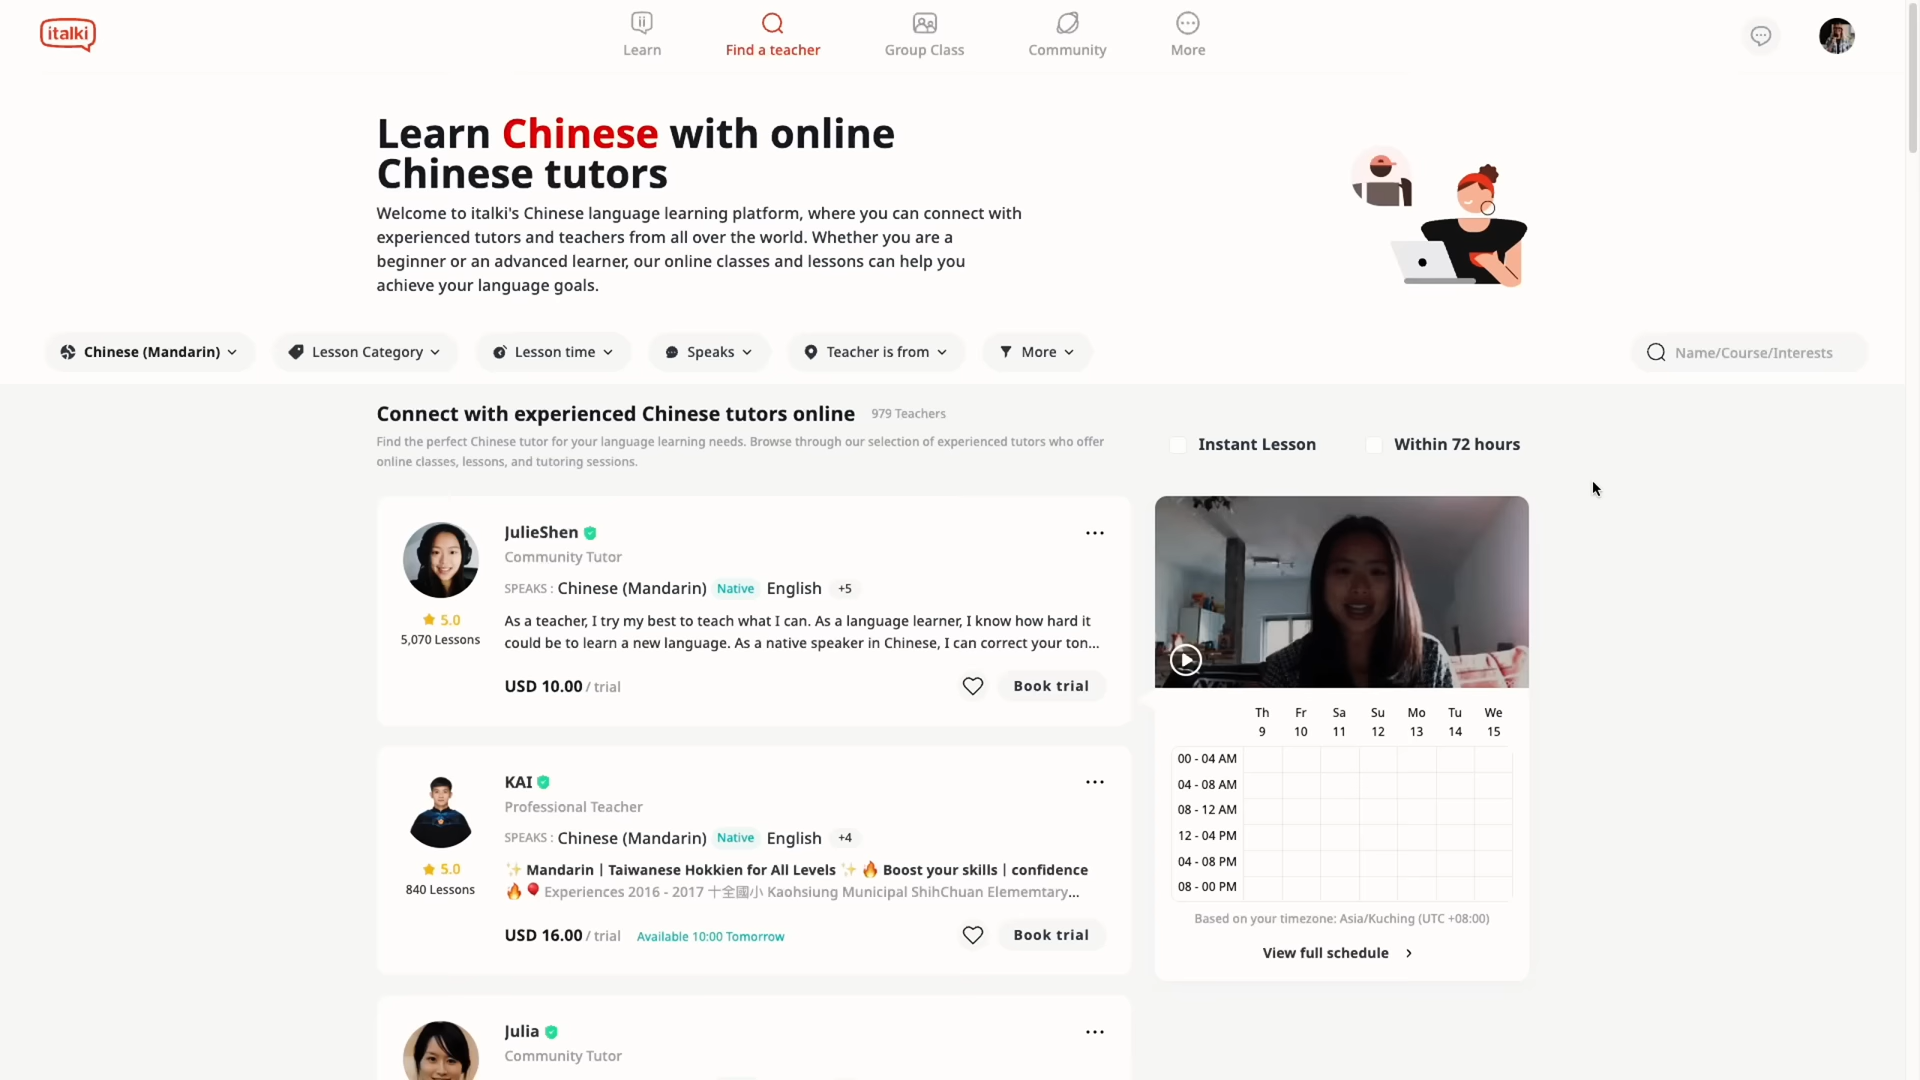 italki
Learn
Find a teacher
Group Class
Community
More
Learn Chinese with online
Chinese tutors
Welcome to italki's Chinese language learning platform, where you can connect with
experienced tutors and teachers from all over the world. Whether you are a
beginner or an advanced learner, our online classes and lessons can help you
achieve your language goals.
Chinese (Mandarin)
Lesson Category
Lesson time
Speaks
Teacher is from
More
Name/Course/Interests
Connect with experienced Chinese tutors online 979 Teachers
Find the perfect Chinese tutor for your language learning needs. Browse through our selection of experienced tutors who offer
online classes, lessons, and tutoring sessions.
Instant Lesson
Within 72 hours
JulieShen
Community Tutor
SPEAKS : Chinese (Mandarin) Native English +5
5.0
5,070 Lessons
As a teacher, I try my best to teach what I can. As a language learner, I know how hard it
could be to learn a new language. As a native speaker in Chinese, I can correct your ton...
USD 10.00 / trial
Book trial
KAI
Professional Teacher
SPEAKS : Chinese (Mandarin) Native English +4
5.0
840 Lessons
✨ Mandarin | Taiwanese Hokkien for All Levels ✨ 🔥 Boost your skills | confidence
🔥 🎈 Experiences 2016 - 2017 十全國小 Kaohsiung Municipal ShihChuan Elememtary...
USD 16.00 / trial Available 10:00 Tomorrow
Book trial
Julia
Community Tutor
Th Fr Sa Su Mo Tu We
9 10 11 12 13 14 15
00 - 04 AM
04 - 08 AM
08 - 12 AM
12 - 04 PM
04 - 08 PM
08 - 00 PM
Based on your timezone: Asia/Kuching (UTC +08:00)
View full schedule